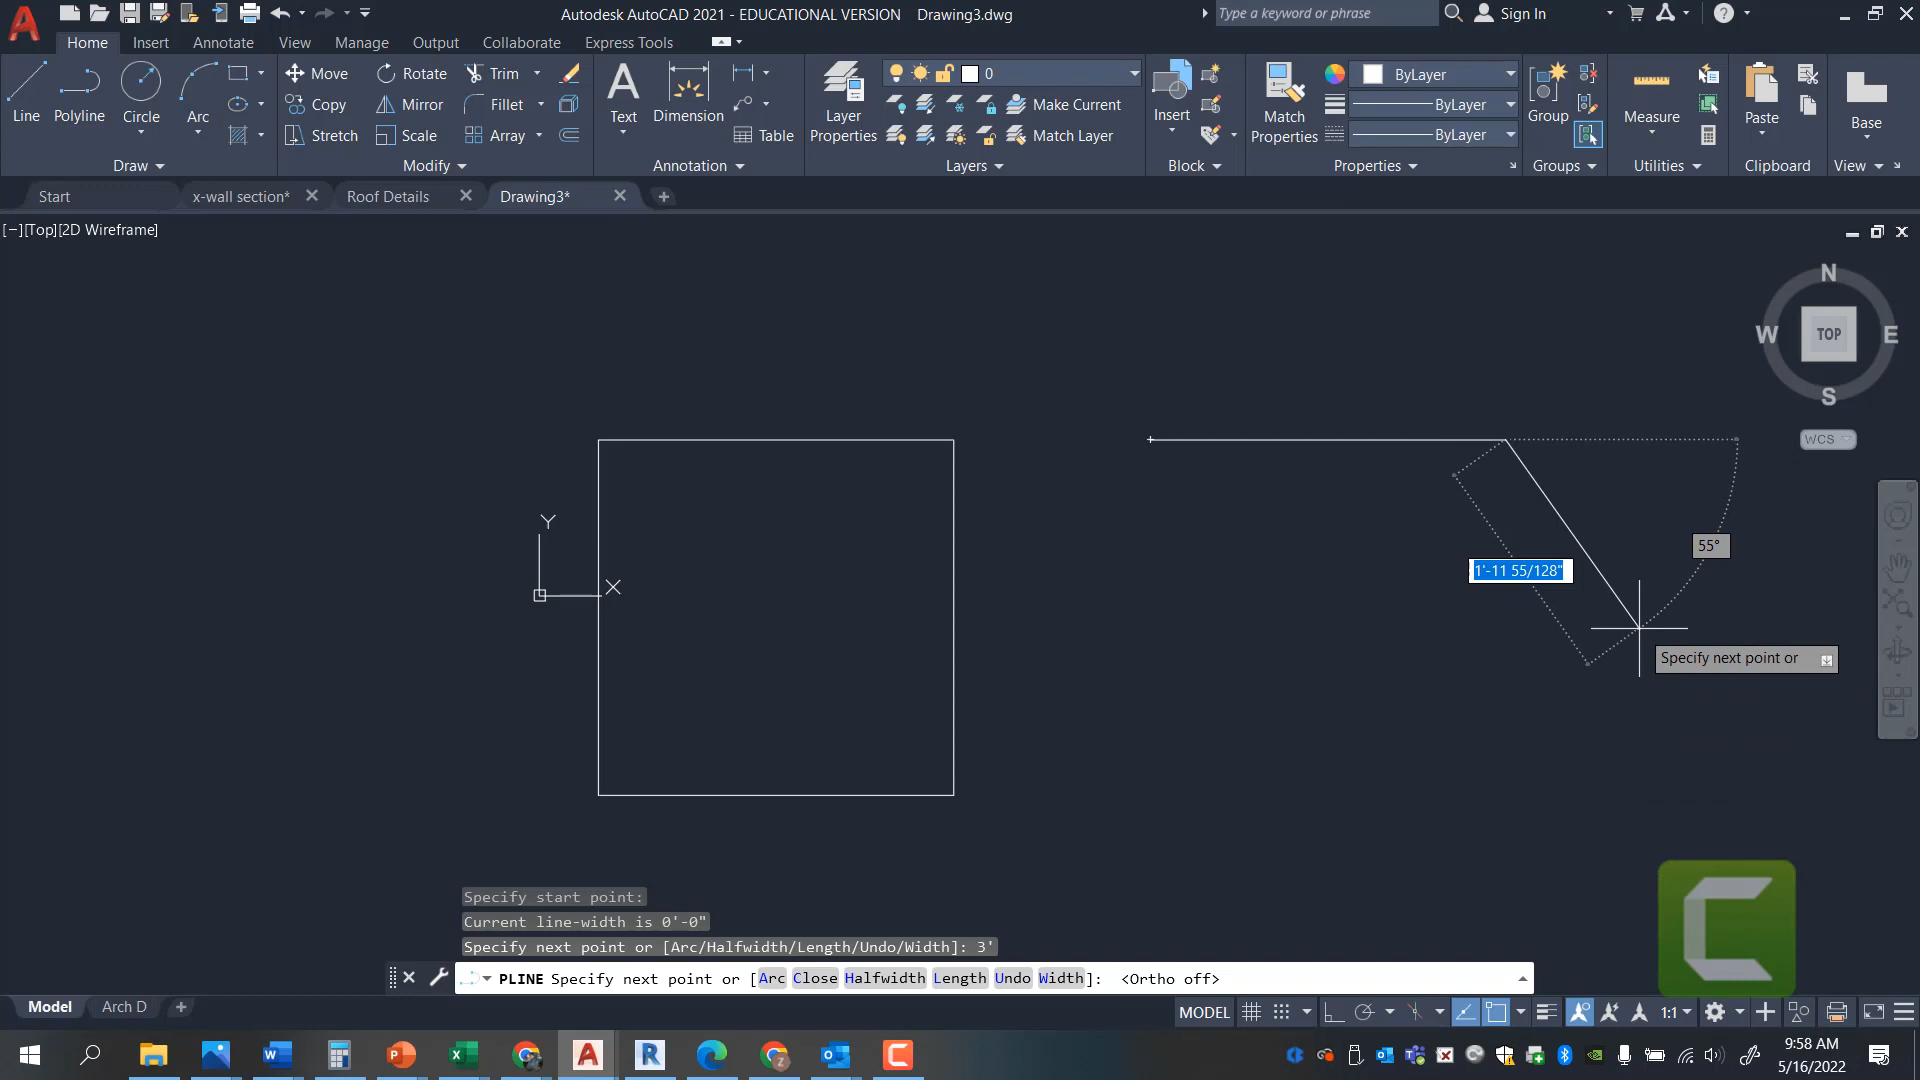 Autodesk AutoCAD 2021 - EDUCATIONAL VERSION Drawing3.dwg
Type a keyword or phrase
Sign In
Home Insert Annotate View Manage Output Collaborate Express Tools
Line Polyline Circle Arc
Move Rotate Trim
Copy Mirror Fillet
Stretch Scale Array
Text Dimension Table
Layer Properties
0
Make Current
Match Layer
Insert
Match Properties
ByLayer
ByLayer
ByLayer
Group
Measure
Paste
Base
Draw Modify Annotation Layers Block Properties Groups Utilities Clipboard View
Start x-wall section* Roof Details Drawing3*
[−][Top][2D Wireframe]
N
W TOP E
S
WCS
Y
X
55°
1'-11 55/128"
Specify next point or
Specify start point:
Current line-width is 0'-0"
Specify next point or [Arc/Halfwidth/Length/Undo/Width]: 3'
PLINE Specify next point or [Arc Close Halfwidth Length Undo Width]: <Ortho off>
Model Arch D
MODEL 1:1
9:58 AM
5/16/2022